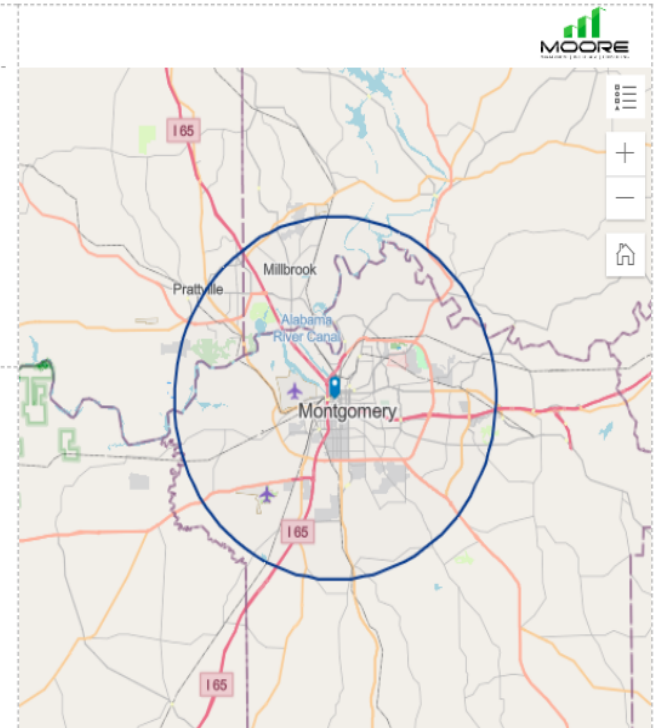 MOORE
I 65
Millbrook
Prattville
Alabama
River Canal
Montgomery
I 65
I 65